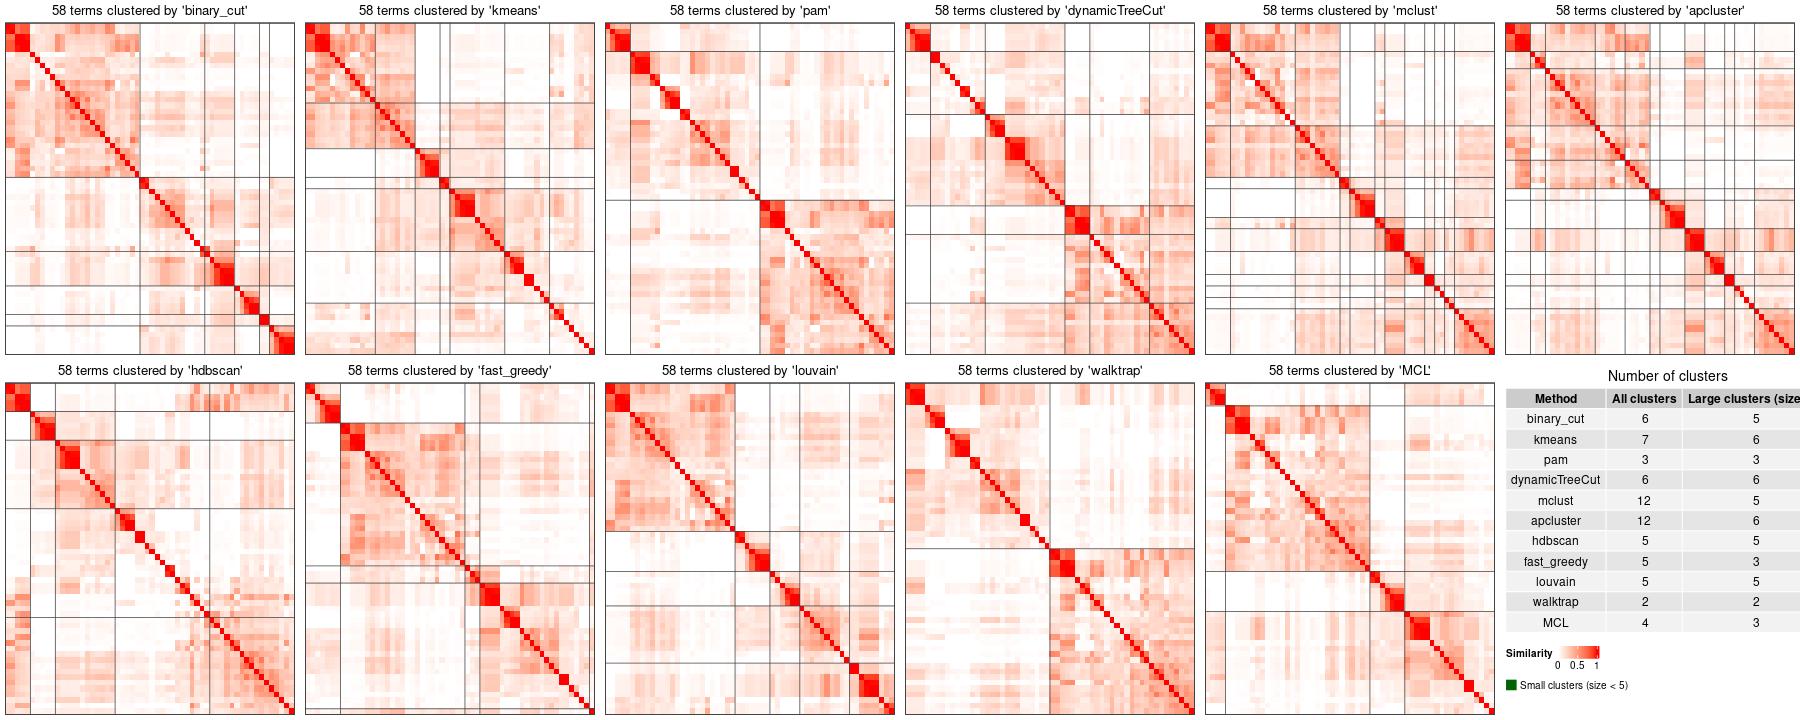 58 terms clustered by 'binary_cut'
58 terms clustered by 'kmeans'
58 terms clustered by 'pam'
58 terms clustered by 'dynamicTreeCut'
58 terms clustered by 'mclust'
58 terms clustered by 'apcluster'
58 terms clustered by 'hdbscan'
58 terms clustered by 'fast_greedy'
58 terms clustered by 'louvain'
58 terms clustered by 'walktrap'
58 terms clustered by 'MCL'
Number of clusters
Method All clusters Large clusters (size
binary_cut 6 5
kmeans 7 6
pam 3 3
dynamicTreeCut 6 6
mclust 12 5
apcluster 12 6
hdbscan 5 5
fast_greedy 5 3
louvain 5 5
walktrap 2 2
MCL 4 3
Similarity
0 0.5 1
Small clusters (size < 5)